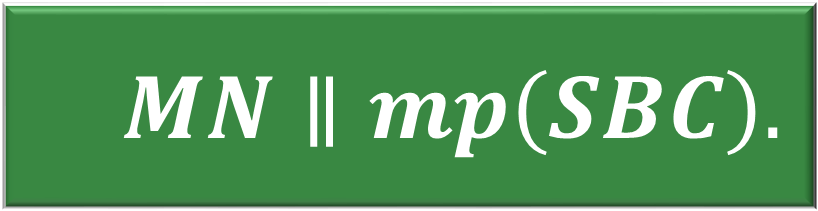 MN ∥ mp(SBC).